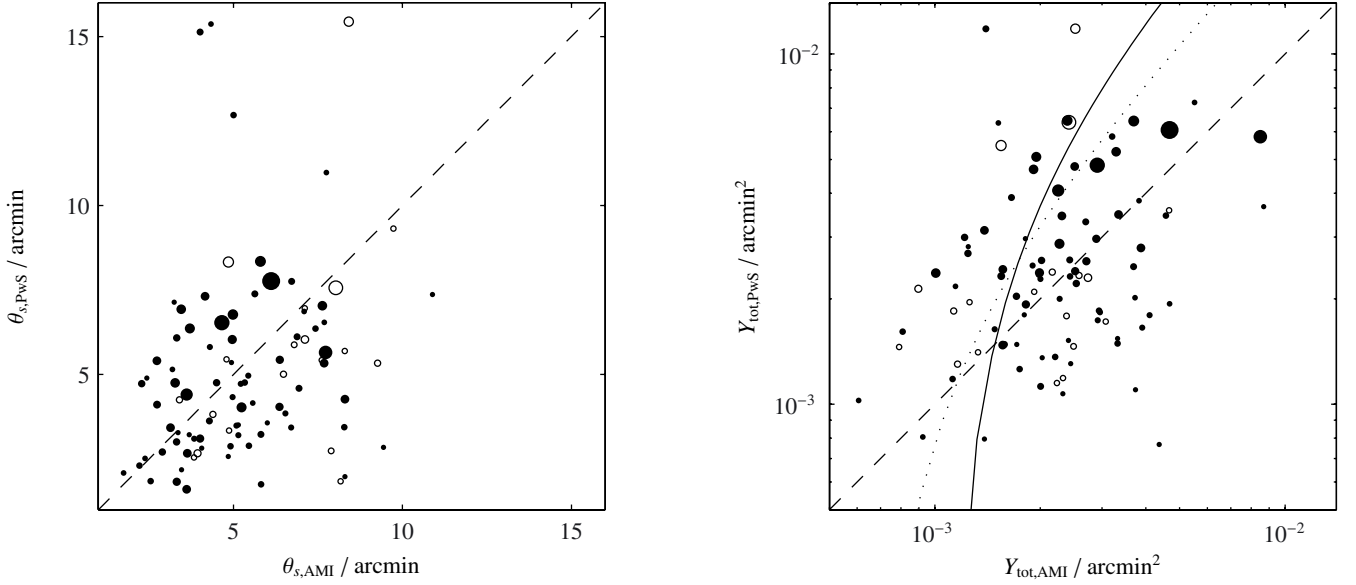 15
10
5
5
10
15
θs,PwS / arcmin
θs,AMI / arcmin
10⁻²
10⁻³
10⁻³
10⁻²
Ytot,PwS / arcmin²
Ytot,AMI / arcmin²